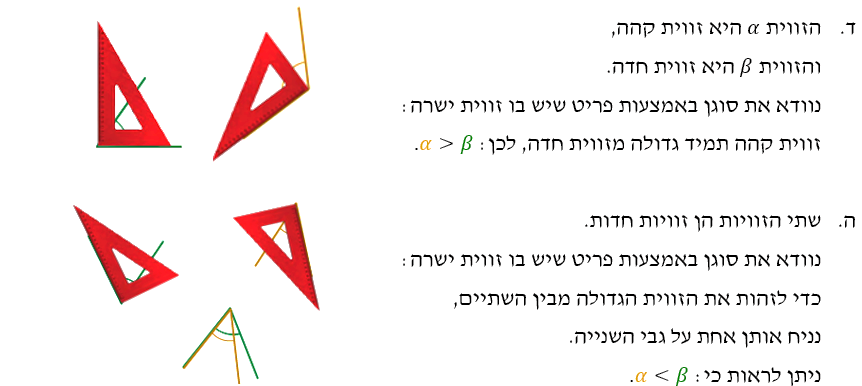 ד. הזווית α היא זווית קהה,
והזווית β היא זווית חדה.
נוודא את סוגן באמצעות פריט שיש בו זווית ישרה:
זווית קהה תמיד גדולה מזווית חדה, לכן: α > β.
ה. שתי הזוויות הן זוויות חדות.
נוודא את סוגן באמצעות פריט שיש בו זווית ישרה:
כדי לזהות את הזווית הגדולה מבין השתיים,
נניח אותן אחת על גבי השנייה.
ניתן לראות כי: α < β.